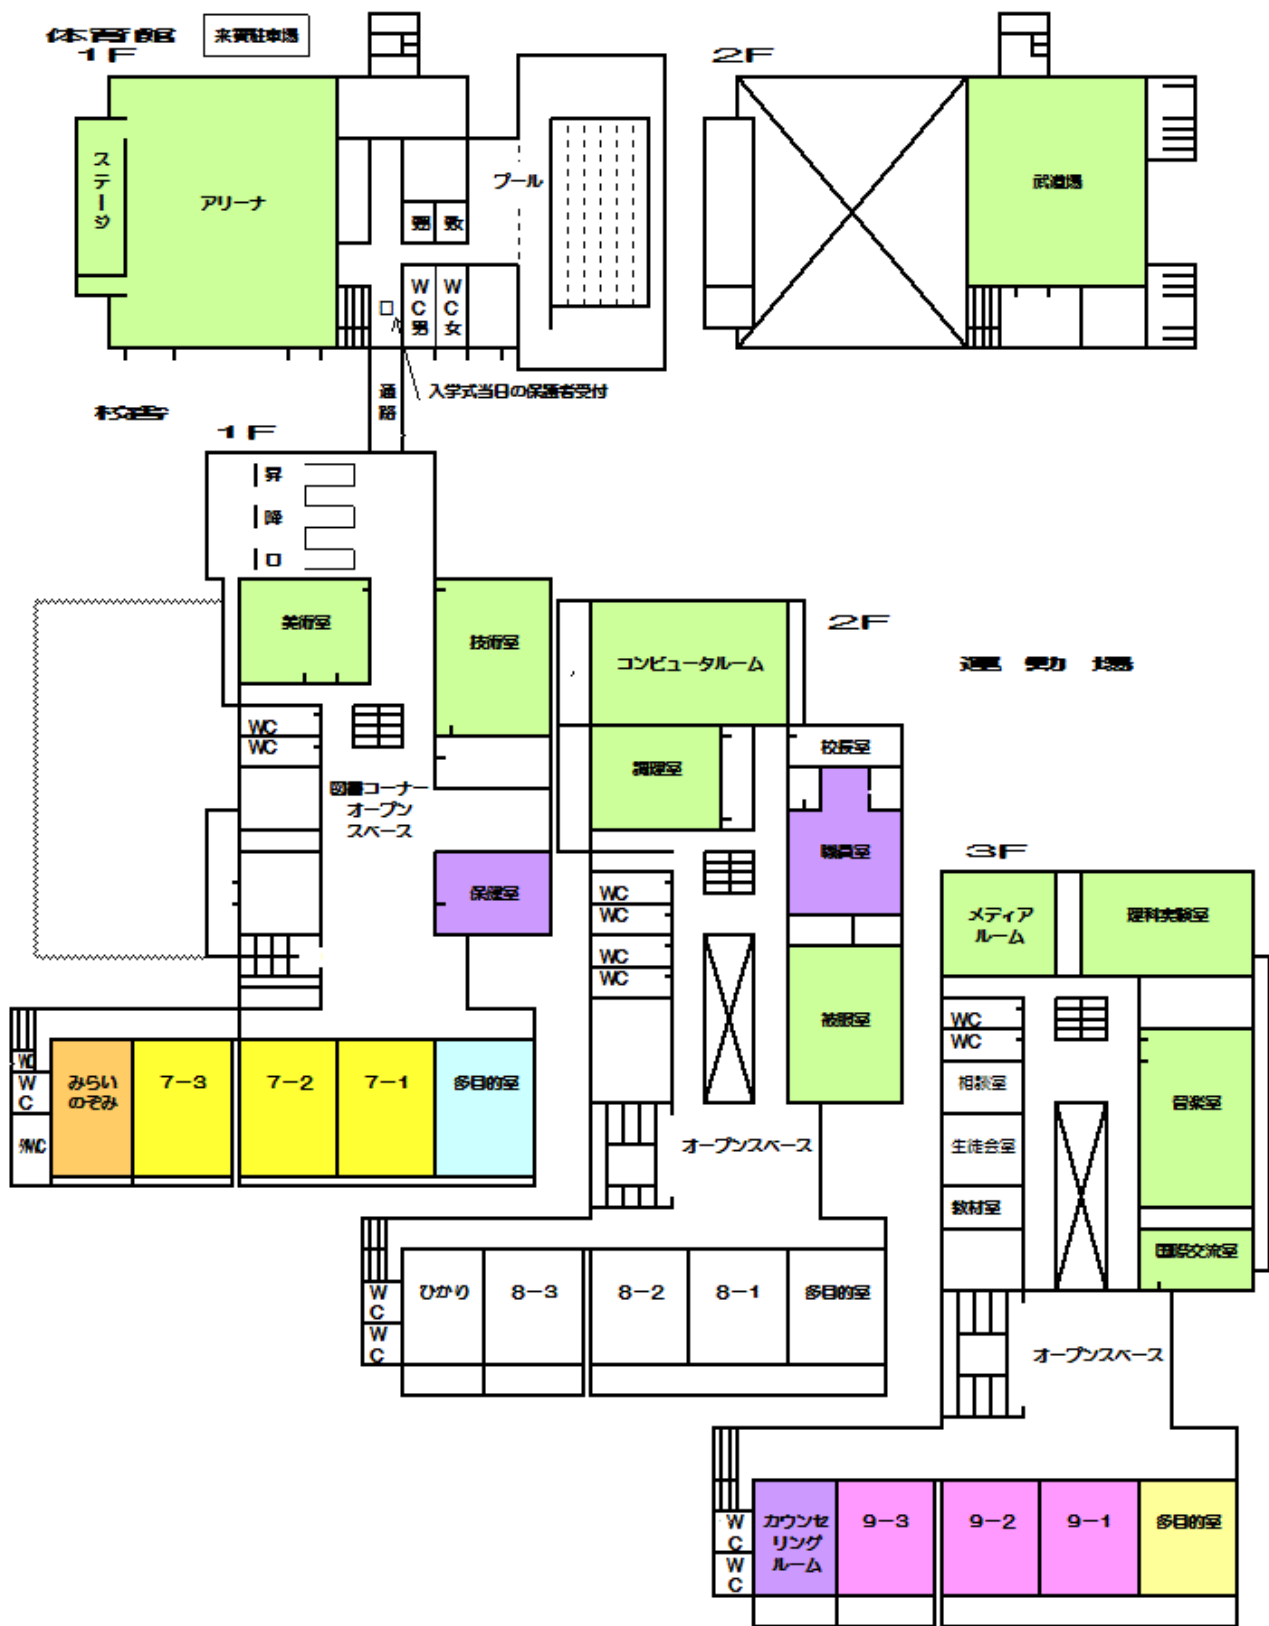 体育館
1F
来賓駐車場
2F
ステージ
アリーナ
プール
武道場
WC男
WC女
通路
入学式当日の保護者受付
校舎
1F
昇
降
口
美術室
技術室
WC
WC
図書コーナー
オープン
スペース
保健室
みらい
のぞみ
7－3
7－2
7－1
多目的室
WC
WC
外WC
2F
運動場
コンピュータルーム
校長室
調理室
職員室
WC
WC
WC
WC
被服室
オープンスペース
ひかり
8－3
8－2
8－1
多目的室
WC
WC
3F
メディア
ルーム
理科実験室
WC
WC
相談室
生徒会室
教材室
音楽室
国際交流室
オープンスペース
カウンセ
リング
ルーム
9－3
9－2
9－1
多目的室
WC
WC